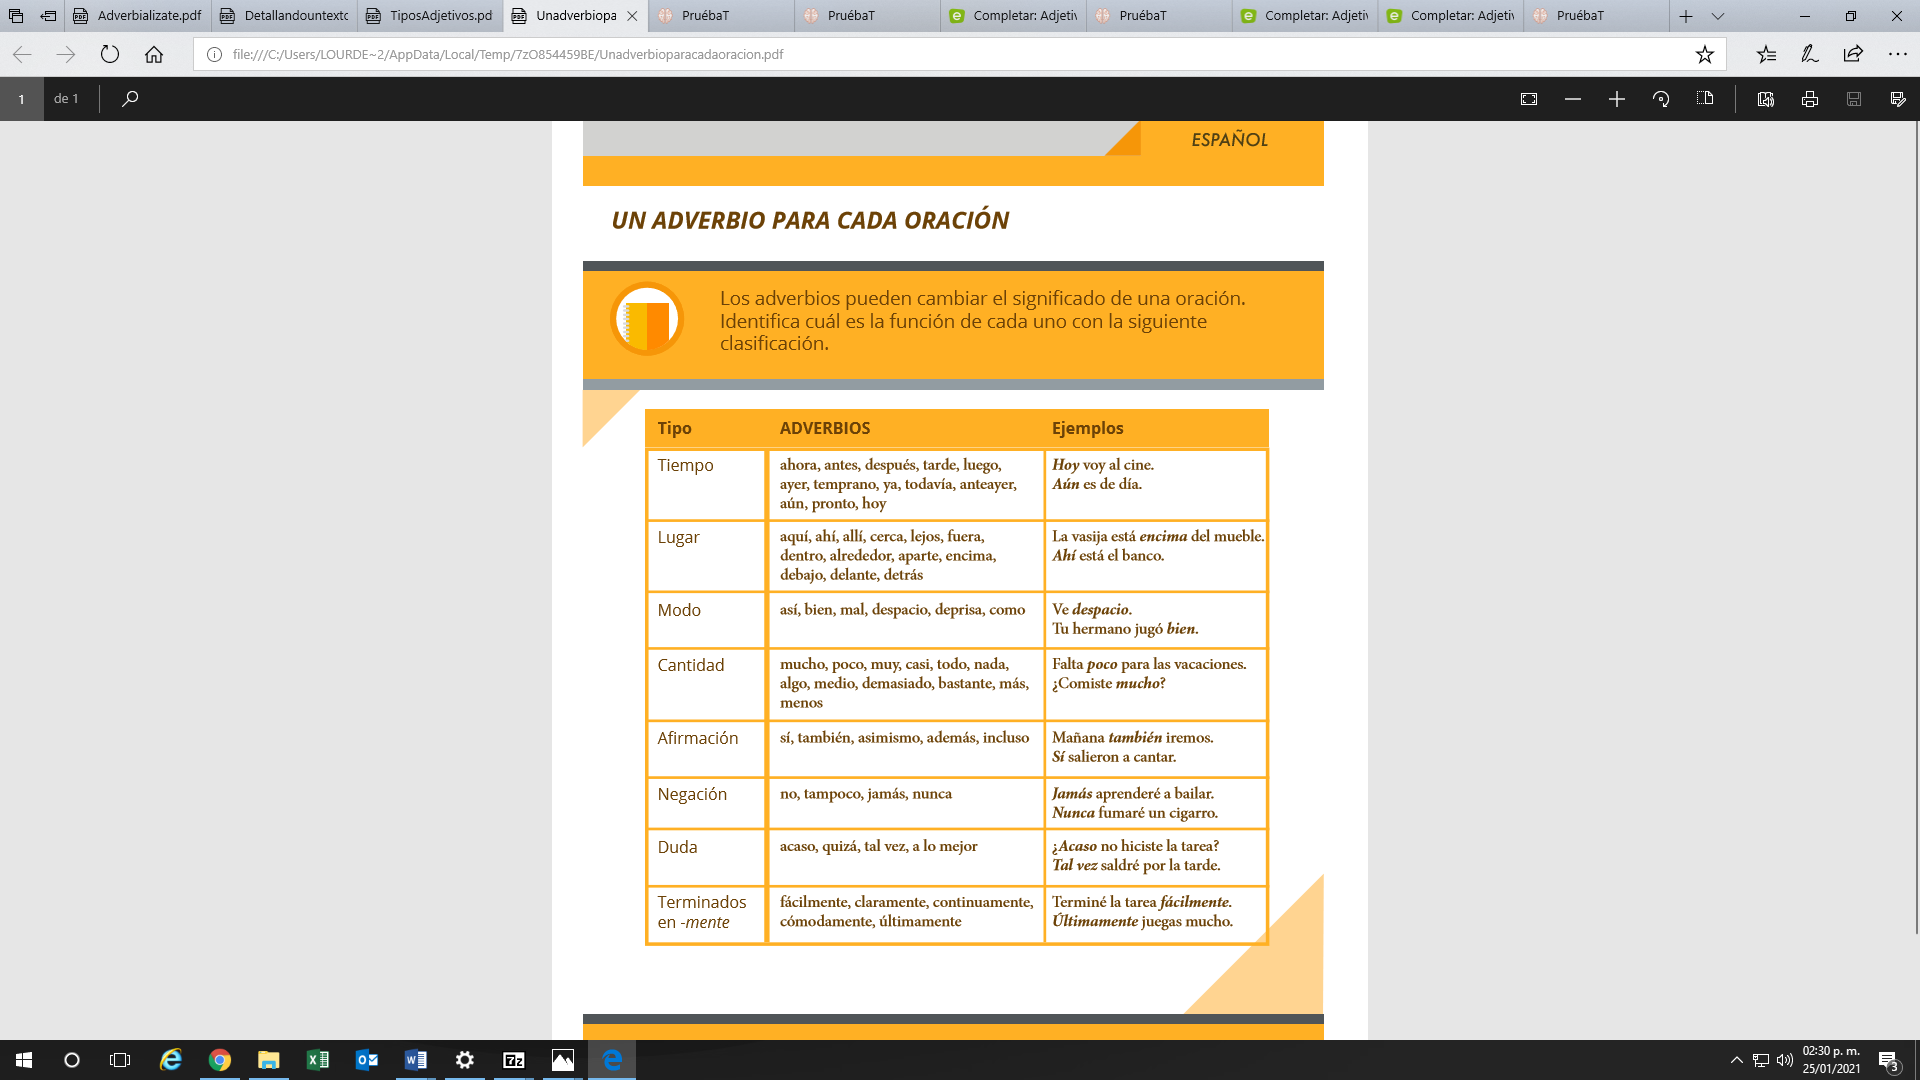 Adverbializate.pdf
Detallandountexto
TiposAdjetivos.pd
Unadverbiopa
PruébaT
PruébaT
Completar: Adjetiv
PruébaT
Completar: Adjetiv
Completar: Adjetiv
PruébaT
file:///C:/Users/LOURDE~2/AppData/Local/Temp/7zO854459BE/Unadverbioparacadaoracion.pdf
1 de 1
ESPAÑOL
UN ADVERBIO PARA CADA ORACIÓN
Los adverbios pueden cambiar el significado de una oración.
Identifica cuál es la función de cada uno con la siguiente
clasificación.
Tipo ADVERBIOS Ejemplos
Tiempo
ahora, antes, después, tarde, luego,
ayer, temprano, ya, todavía, anteayer,
aún, pronto, hoy
Hoy voy al cine.
Aún es de día.
Lugar
aquí, ahí, allí, cerca, lejos, fuera,
dentro, alrededor, aparte, encima,
debajo, delante, detrás
La vasija está encima del mueble.
Ahí está el banco.
Modo
así, bien, mal, despacio, deprisa, como
Ve despacio.
Tu hermano jugó bien.
Cantidad
mucho, poco, muy, casi, todo, nada,
algo, medio, demasiado, bastante, más,
menos
Falta poco para las vacaciones.
¿Comiste mucho?
Afirmación
sí, también, asimismo, además, incluso
Mañana también iremos.
Sí salieron a cantar.
Negación
no, tampoco, jamás, nunca
Jamás aprenderé a bailar.
Nunca fumaré un cigarro.
Duda
acaso, quizá, tal vez, a lo mejor
¿Acaso no hiciste la tarea?
Tal vez saldré por la tarde.
Terminados
en -mente
fácilmente, claramente, continuamente,
cómodamente, últimamente
Terminé la tarea fácilmente.
Últimamente juegas mucho.
02:30 p. m.
25/01/2021
3